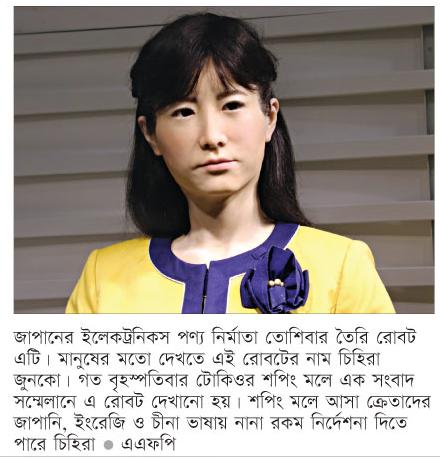 জাপানের ইলেকট্রনিকস পণ্য নির্মাতা তোশিবার তৈরি রোবট
এটি। মানুষের মতো দেখতে এই রোবটের নাম চিহিরা
জুনকো। গত বৃহস্পতিবার টোকিওর শপিং মলে এক সংবাদ
সম্মেলানে এ রোবট দেখানো হয়। শপিং মলে আসা ক্রেতাদের
জাপানি, ইংরেজি ও চীনা ভাষায় নানা রকম নির্দেশনা দিতে
পারে চিহিরা ● এএফপি